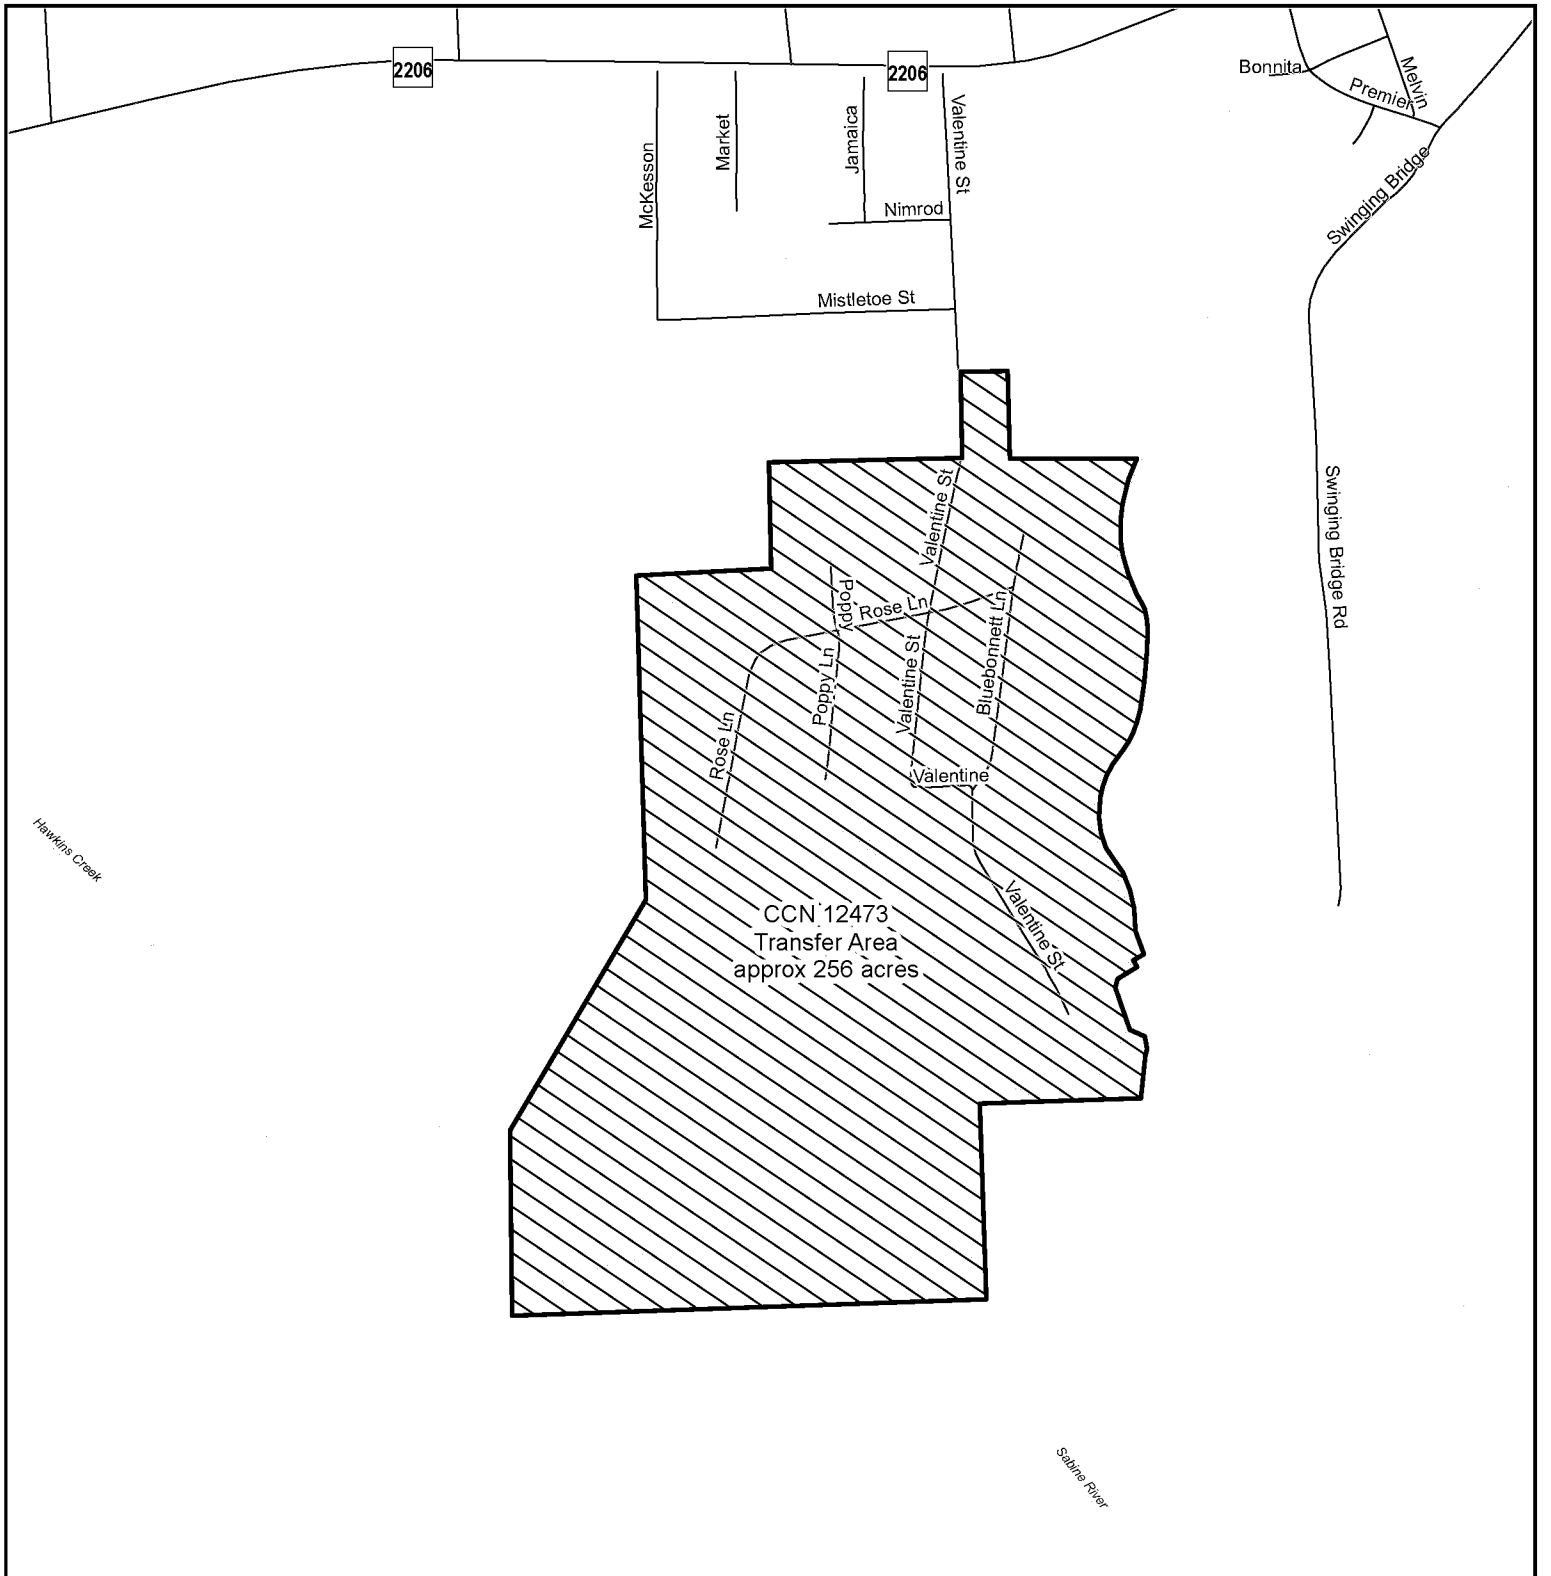 2206
2206
Bonnita
Melvin
Premier
Market
Jamaica
Valentine St
McKesson
Nimrod
Swinging Bridge
Mistletoe St
Valentine St
Swinging Bridge Rd
Poppy
Rose Ln
Bluebonnett Ln
Valentine St
Poppy Ln
Rose Ln
Valentine
Hawkins Creek
Valentine St
CCN 12473
Transfer Area
approx 256 acres
Sabine River